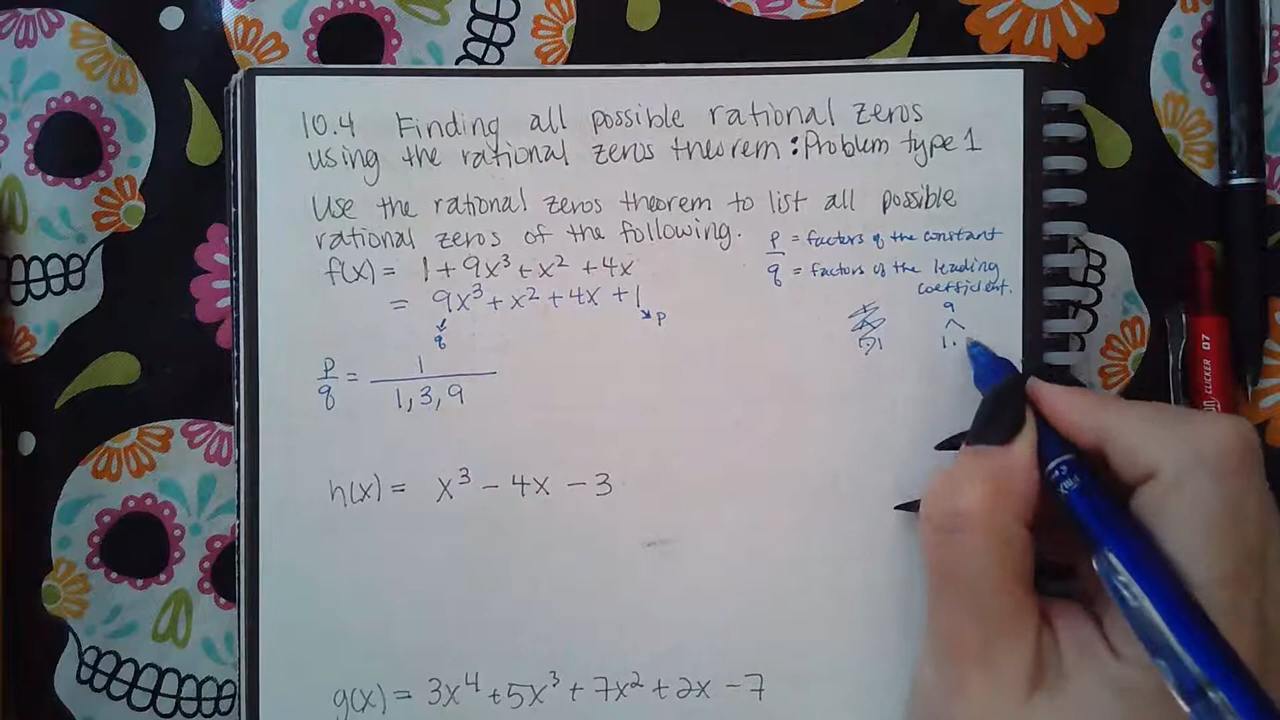 10.4 Finding all possible rational zeros
using the rational zeros theorem: Problem type 1
Use the rational zeros theorem to list all possible
rational zeros of the following.
p = factors of the constant
q = factors of the leading
coefficient.
f(x) = 1 + 9x³ + x² + 4x
= 9x³ + x² + 4x + 1
q
p
9
1.
p/q = 1 / 1, 3, 9
h(x) = x³ - 4x - 3
g(x) = 3x⁴ + 5x³ + 7x² + 2x - 7
CLICKER